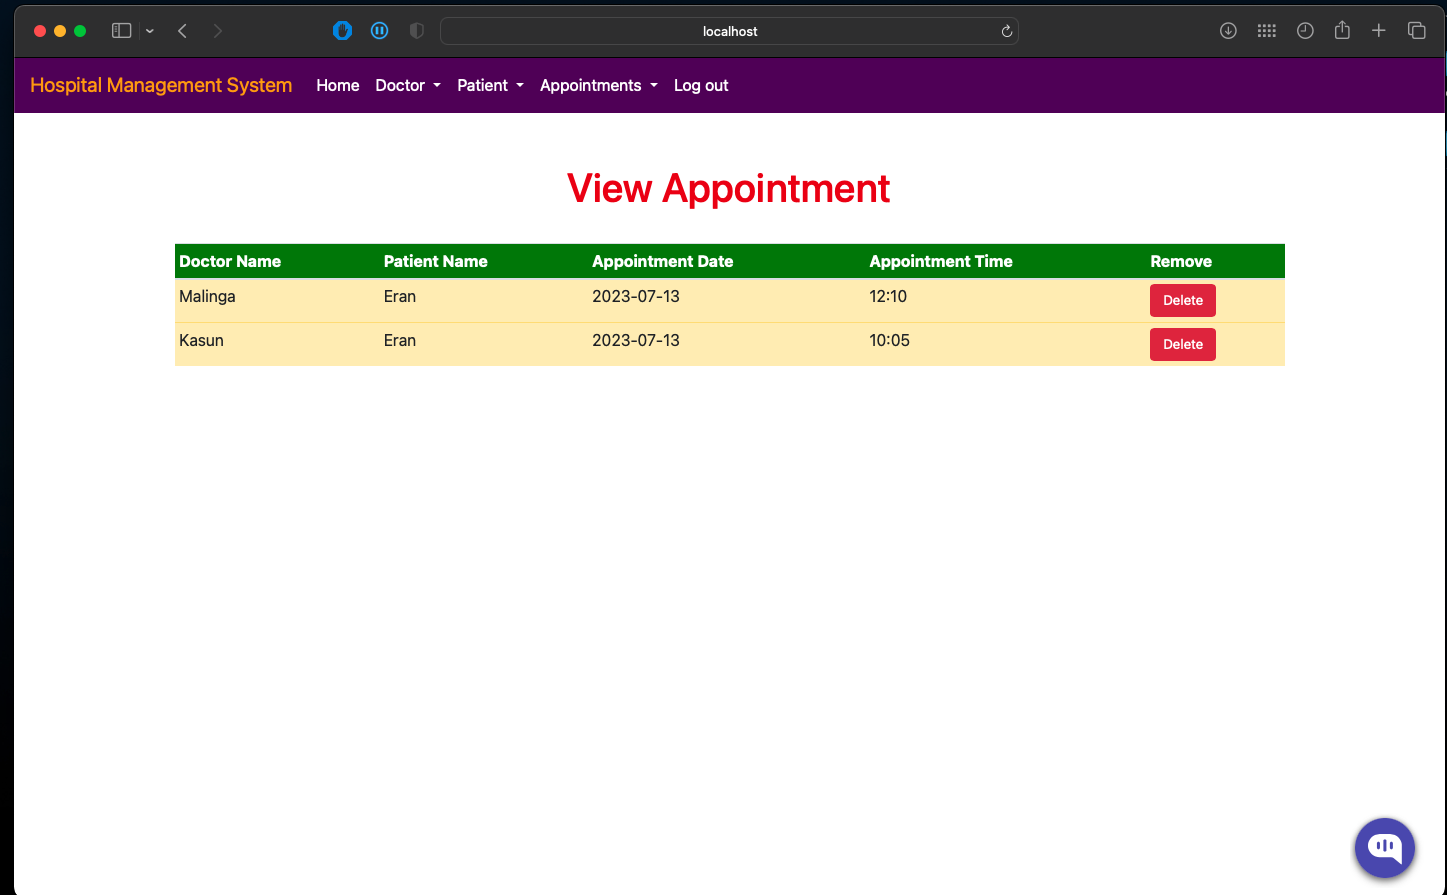 localhost
Hospital Management System Home Doctor Patient Appointments Log out
View Appointment
Doctor Name Patient Name Appointment Date Appointment Time Remove
Malinga Eran 2023-07-13 12:10 Delete
Kasun Eran 2023-07-13 10:05 Delete